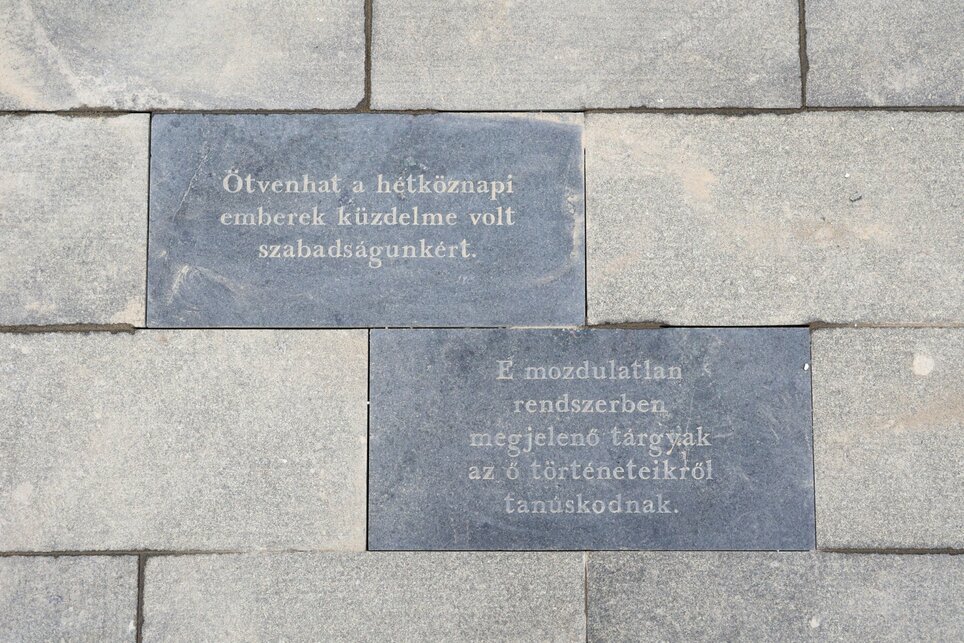 Ötvenhat a hétköznapi
emberek küzdelme volt
szabadságunkért.
E mozdulatlan
rendszerben
megjelenő tárgyak
az ő történeteikről
tanúskodnak.